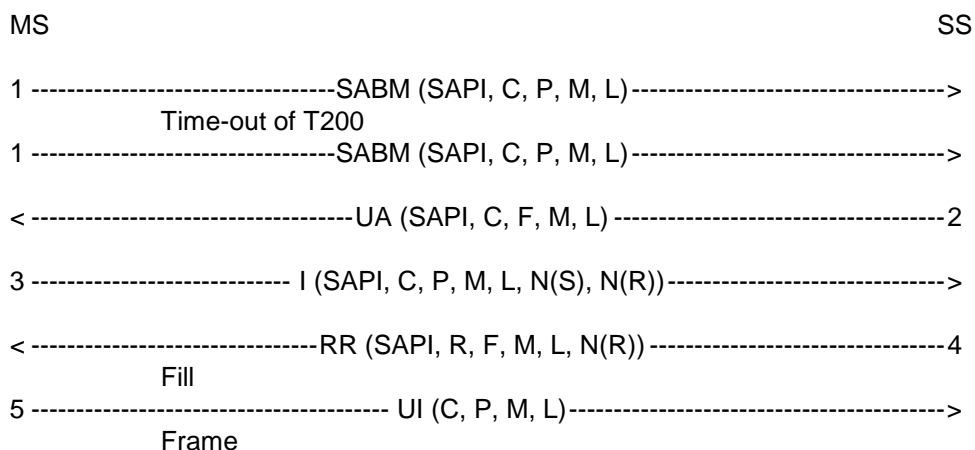 MS SS
1 ----------------------------------SABM (SAPI, C, P, M, L)----------------------------------->
Time-out of T200
1 ----------------------------------SABM (SAPI, C, P, M, L)----------------------------------->
< ------------------------------------UA (SAPI, C, F, M, L) -------------------------------------2
3 ----------------------------- I (SAPI, C, P, M, L, N(S), N(R))------------------------------->
< --------------------------------RR (SAPI, R, F, M, L, N(R)) ---------------------------------4
Fill
5 ---------------------------------------- UI (C, P, M, L)------------------------------------------>
Frame